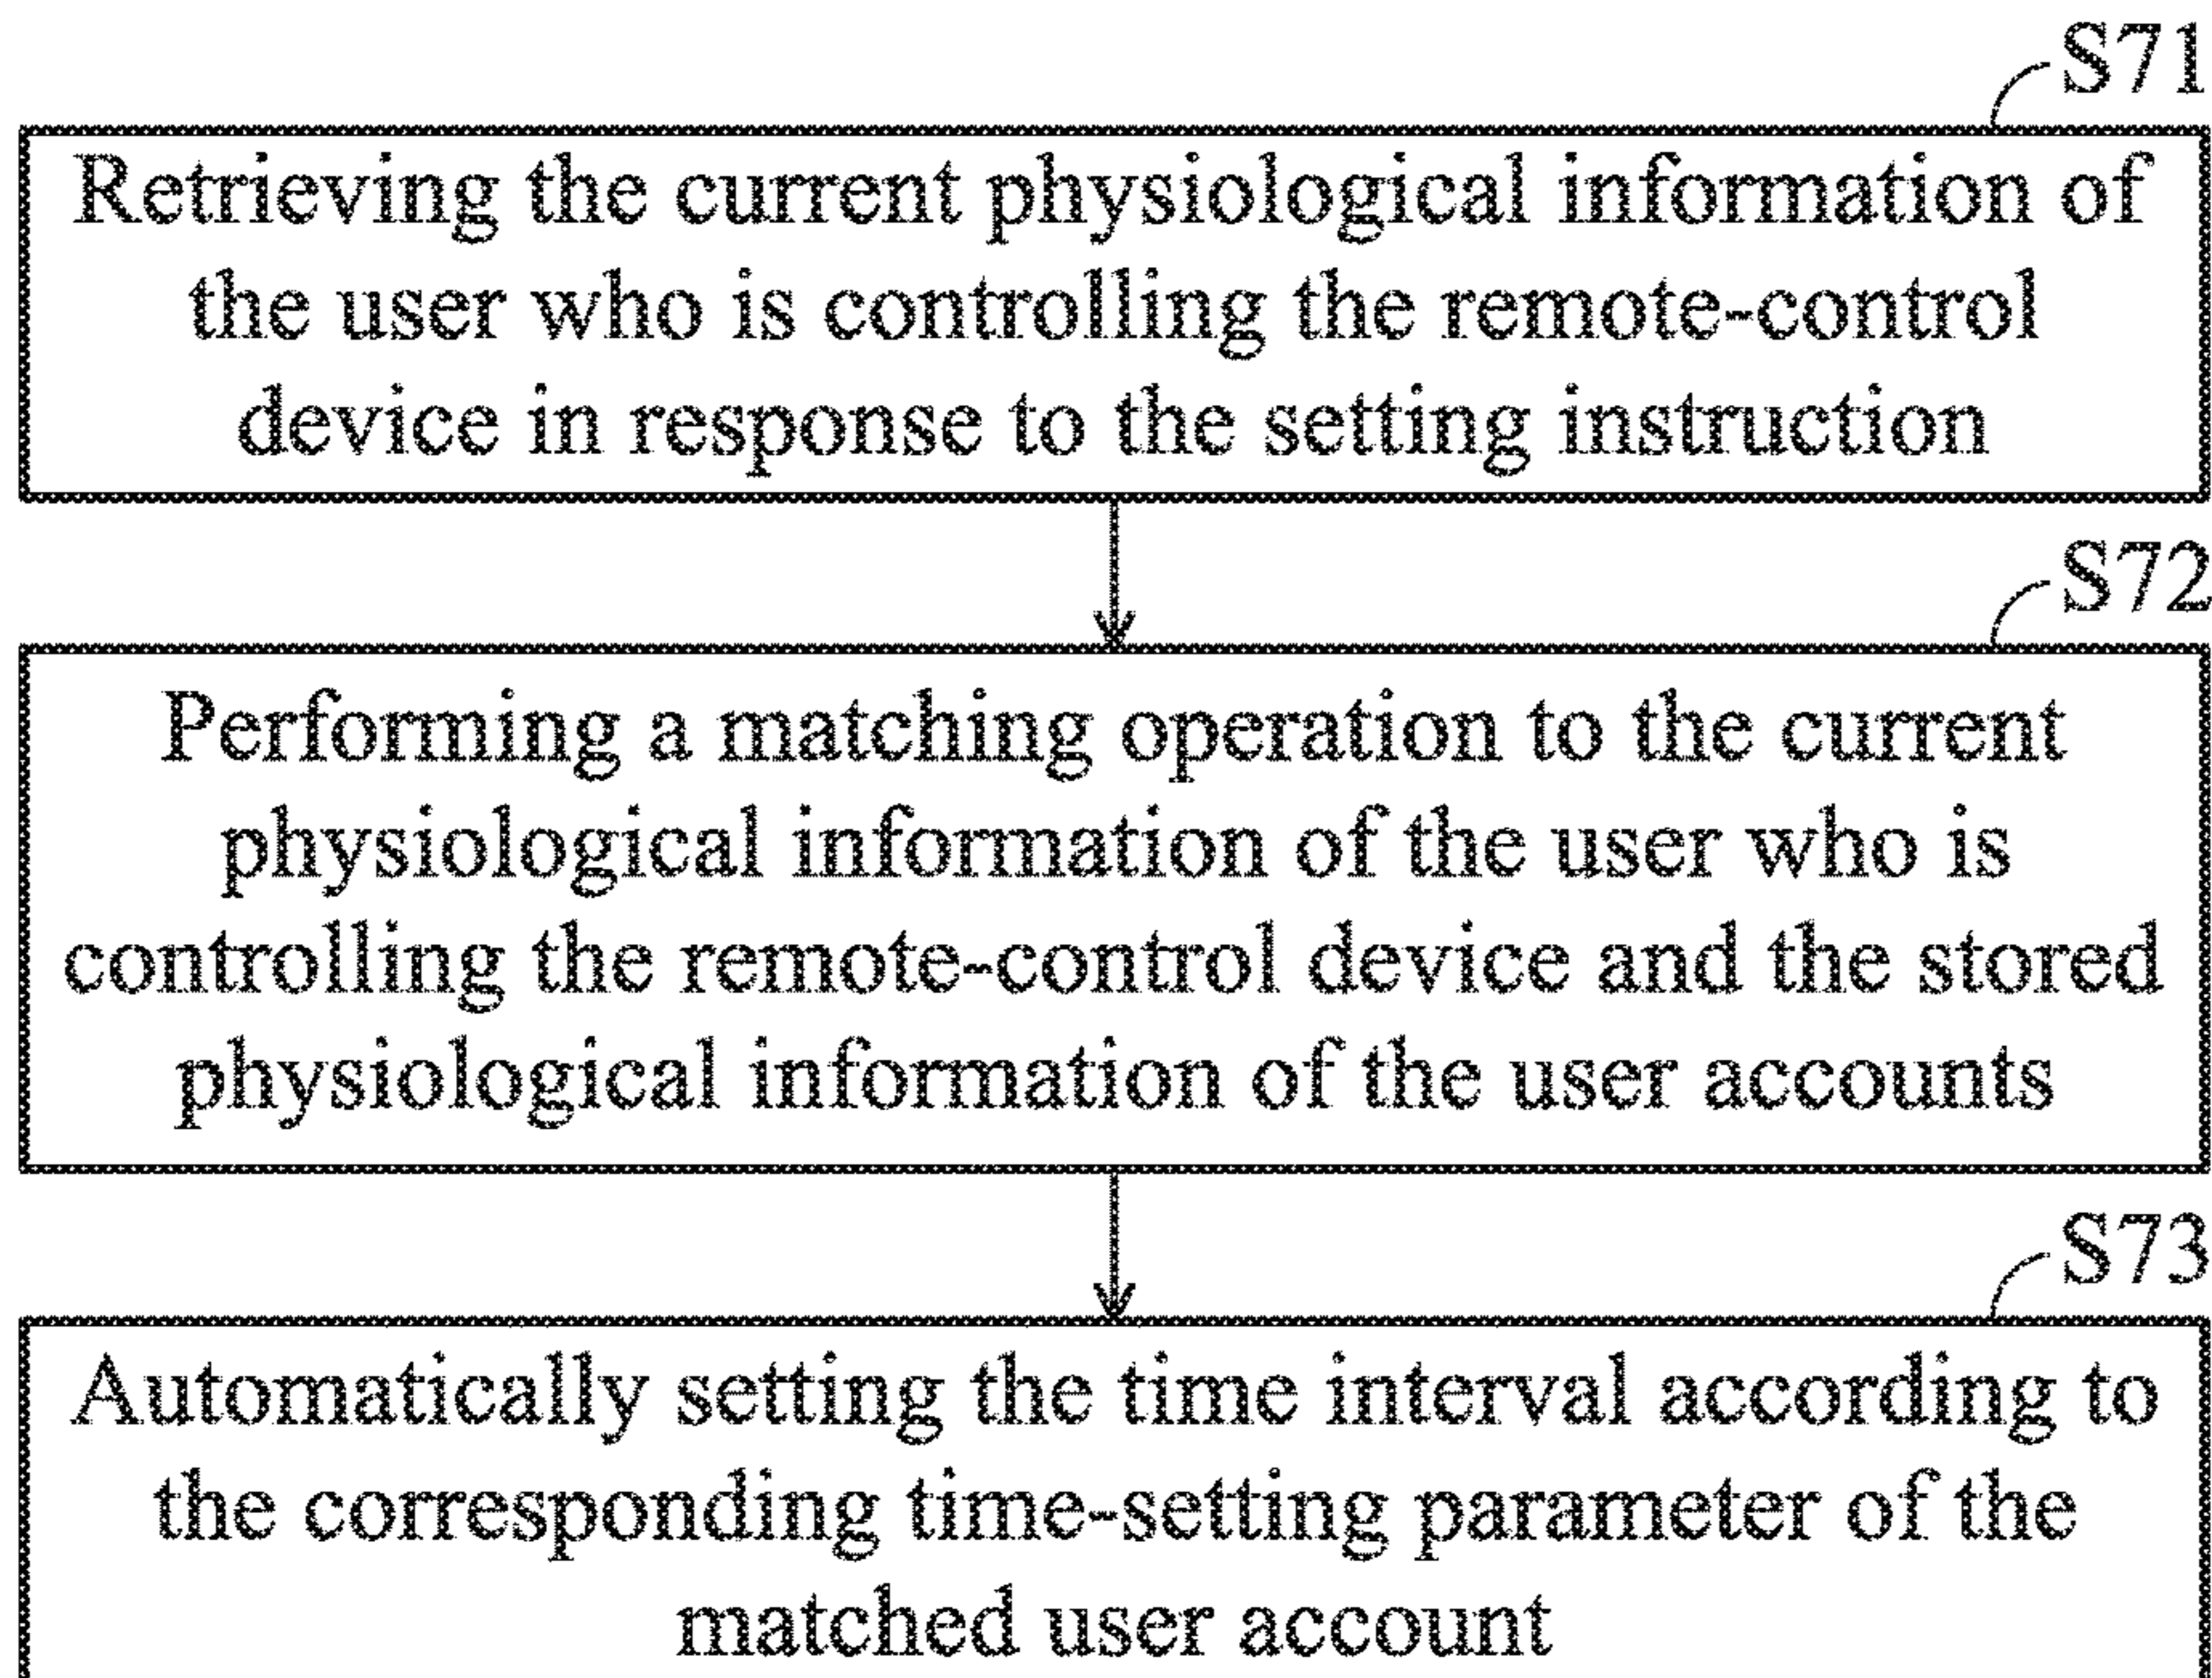 S71
Retrieving the current physiological information of
the user who is controlling the remote-control
device in response to the setting instruction
S72
Performing a matching operation to the current
physiological information of the user who is
controlling the remote-control device and the stored
physiological information of the user accounts
S73
Automatically setting the time interval according to
the corresponding time-setting parameter of the
matched user account